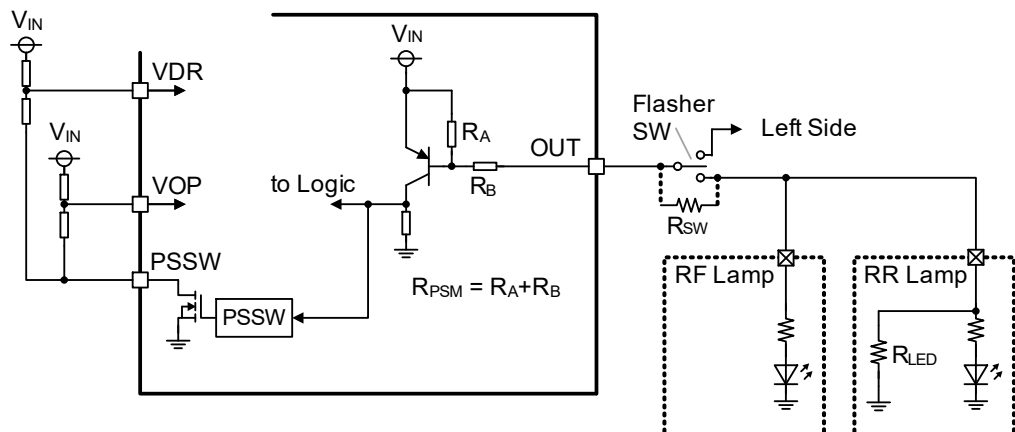 VIN
VDR
VIN
VOP
PSSW
PSSW
VIN
RA
RB
to Logic
RPSM = RA+RB
OUT
Flasher
SW
Left Side
RSW
RF Lamp
RR Lamp
RLED